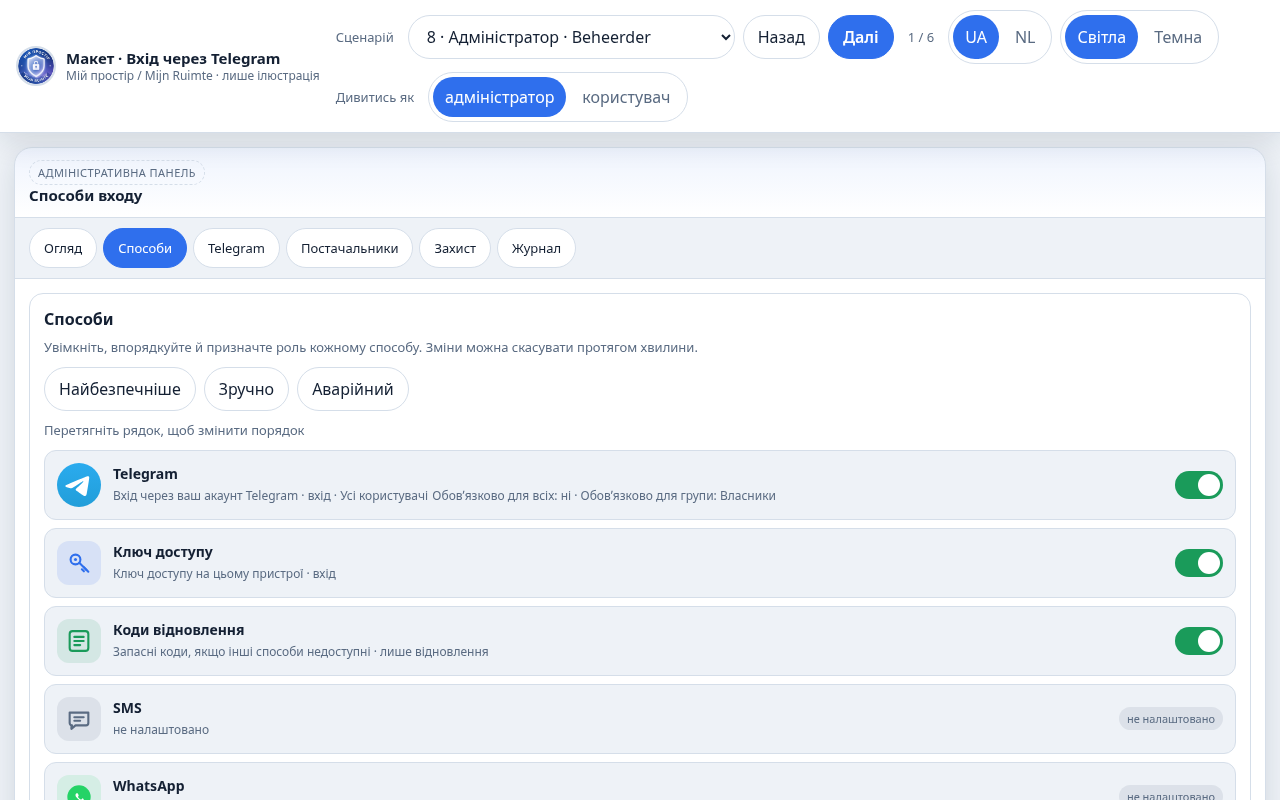 Макет · Вхід через Telegram
Мій простір / Mijn Ruimte · лише ілюстрація
Сценарій
8 · Адміністратор · Beheerder
Назад
Далі
1 / 6
UA
NL
Світла
Темна
Дивитись як
адміністратор
користувач
АДМІНІСТРАТИВНА ПАНЕЛЬ
Способи входу
Огляд
Способи
Telegram
Постачальники
Захист
Журнал
Способи
Увімкніть, впорядкуйте й призначте роль кожному способу. Зміни можна скасувати протягом хвилини.
Найбезпечніше
Зручно
Аварійний
Перетягніть рядок, щоб змінити порядок
Telegram
Вхід через ваш акаунт Telegram · вхід · Усі користувачі Обов’язково для всіх: ні · Обов’язково для групи: Власники
Ключ доступу
Ключ доступу на цьому пристрої · вхід
Коди відновлення
Запасні коди, якщо інші способи недоступні · лише відновлення
SMS
не налаштовано
не налаштовано
WhatsApp
не налаштовано